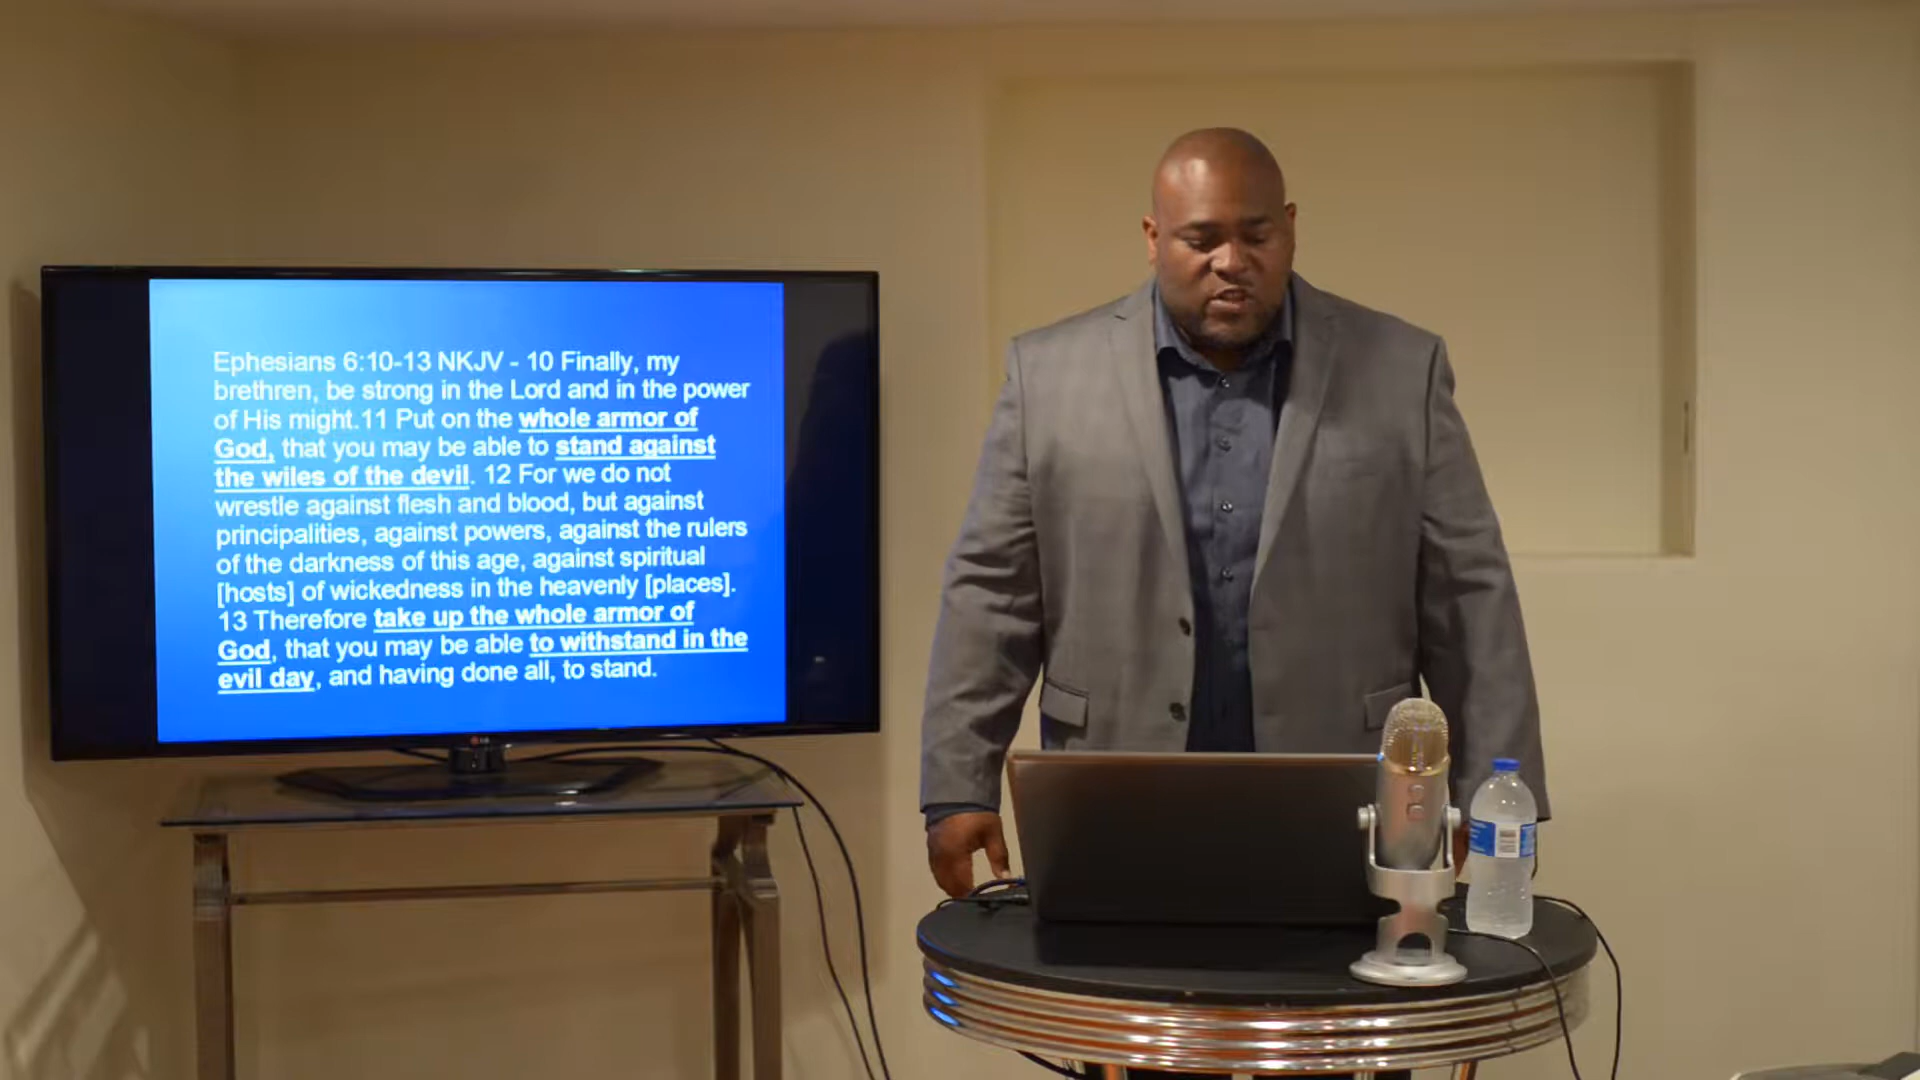 Ephesians 6:10-13 NKJV - 10 Finally, my
brethren, be strong in the Lord and in the power
of His might.11 Put on the whole armor of
God, that you may be able to stand against
the wiles of the devil. 12 For we do not
wrestle against flesh and blood, but against
principalities, against powers, against the rulers
of the darkness of this age, against spiritual
[hosts] of wickedness in the heavenly [places].
13 Therefore take up the whole armor of
God, that you may be able to withstand in the
evil day, and having done all, to stand.